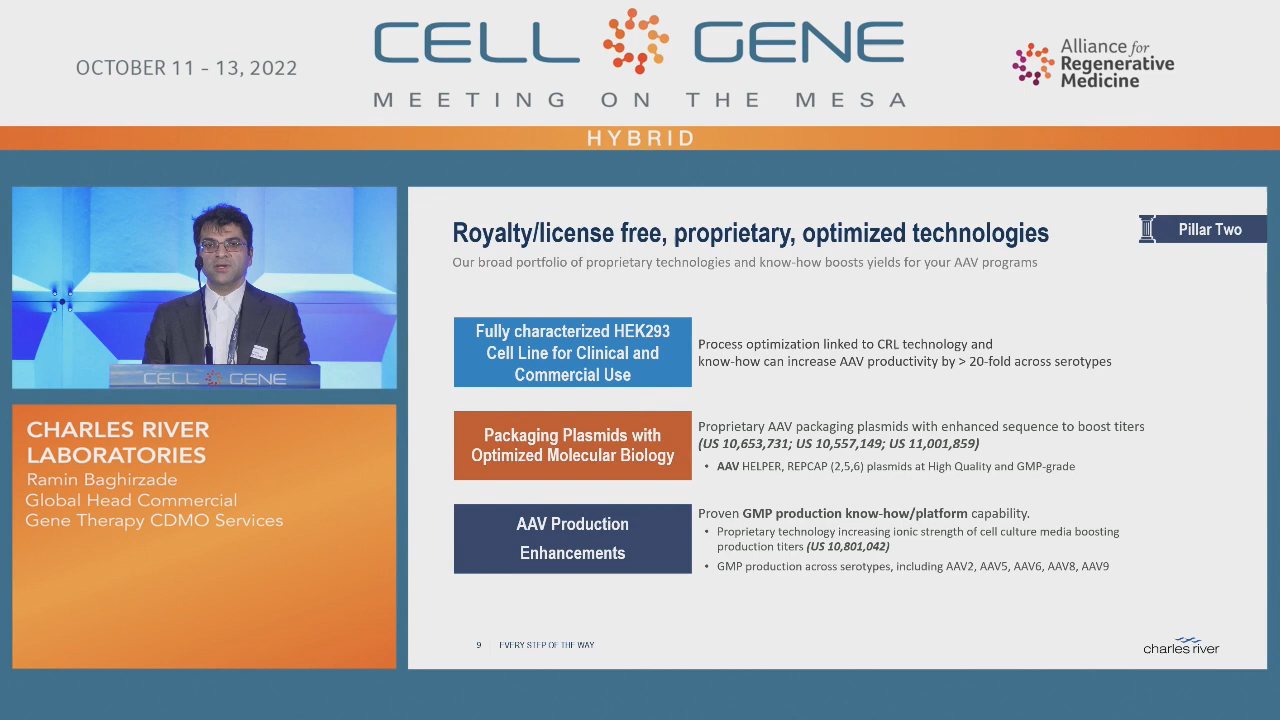 OCTOBER 11 - 13, 2022
CELL GENE
MEETING ON THE MESA
Alliance for
Regenerative
Medicine
HYBRID
CELL GENE
CHARLES RIVER
LABORATORIES
Ramin Baghirzade
Global Head Commercial
Gene Therapy CDMO Services
Royalty/license free, proprietary, optimized technologies
Pillar Two
Our broad portfolio of proprietary technologies and know-how boosts yields for your AAV programs
Fully characterized HEK293
Cell Line for Clinical and
Commercial Use
Process optimization linked to CRL technology and
know-how can increase AAV productivity by > 20-fold across serotypes
Packaging Plasmids with
Optimized Molecular Biology
Proprietary AAV packaging plasmids with enhanced sequence to boost titers
(US 10,653,731; US 10,557,149; US 11,001,859)
• AAV HELPER, REPCAP (2,5,6) plasmids at High Quality and GMP-grade
AAV Production
Enhancements
Proven GMP production know-how/platform capability.
• Proprietary technology increasing ionic strength of cell culture media boosting
production titers (US 10,801,042)
• GMP production across serotypes, including AAV2, AAV5, AAV6, AAV8, AAV9
9 EVERY STEP OF THE WAY
charles river